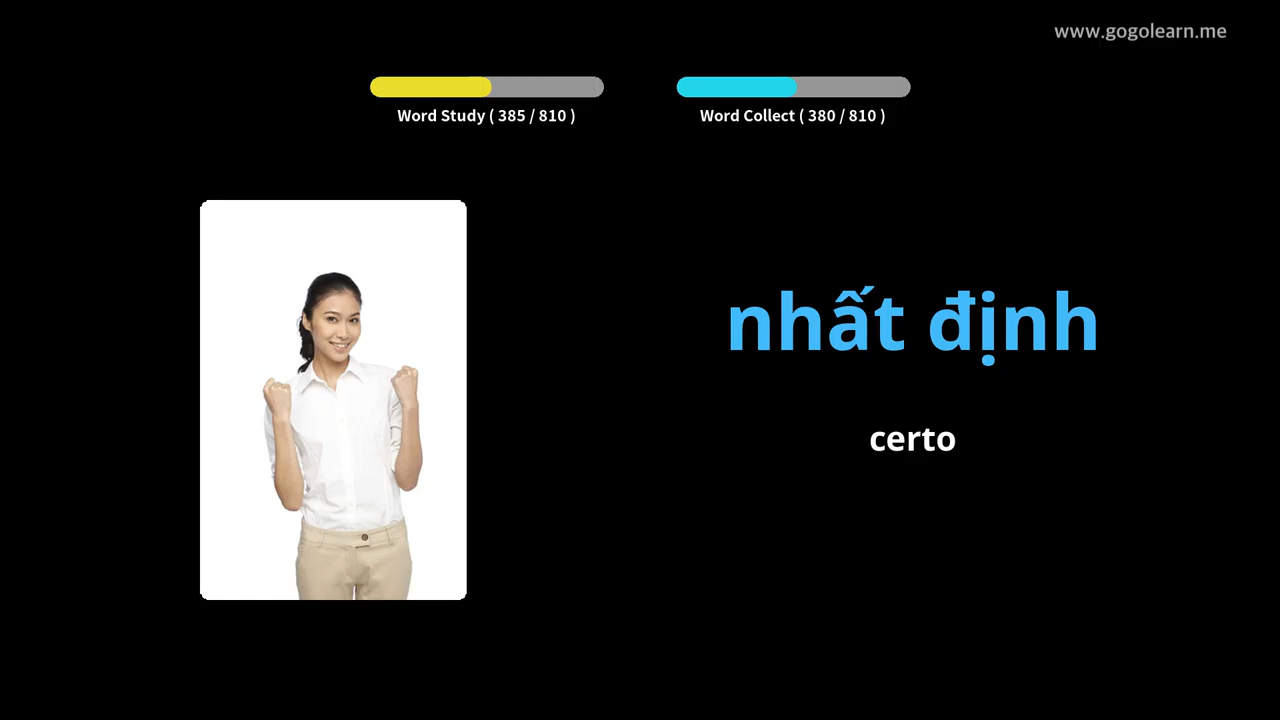 www.gogolearn.me
Word Study ( 385 / 810 )
Word Collect ( 380 / 810 )
nhất định
certo